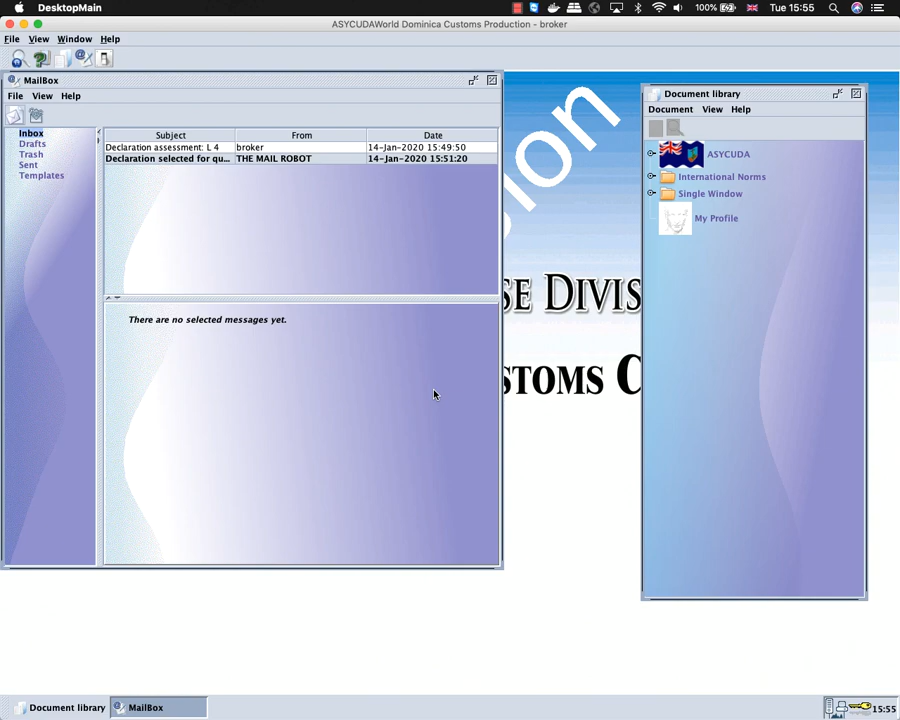 DesktopMain
100%
Tue 15:55
ASYCUDAWorld Dominica Customs Production - broker
File View Window Help
MailBox
File View Help
Inbox
Drafts
Trash
Sent
Templates
Subject From Date
Declaration assessment: L 4 broker 14-Jan-2020 15:49:50
Declaration selected for qu... THE MAIL ROBOT 14-Jan-2020 15:51:20
There are no selected messages yet.
sion
SE DIVIS
STOMS C
Document library
Document View Help
ASYCUDA
International Norms
Single Window
My Profile
Document library
MailBox
15:55